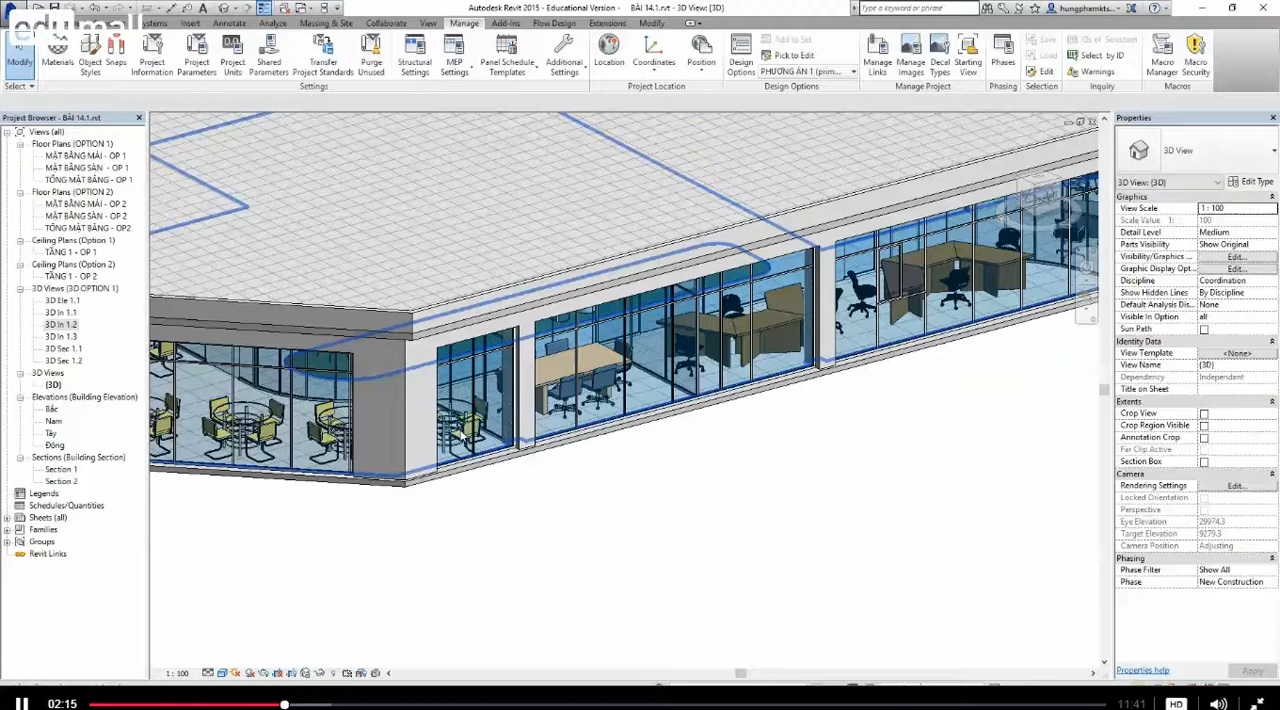 edumall
Autodesk Revit 2015 - Educational Version - BÀI 14.1.rvt - 3D View: {3D}
Type a keyword or phrase
hungphamkts...
Systems Insert Annotate Analyze Massing & Site Collaborate View Manage Add-ins Flow Design Extensions Modify
Modify
Materials
Object Styles
Snaps
Project Information
Project Parameters
Project Units
Shared Parameters
Transfer Project Standards
Purge Unused
Structural Settings
MEP Settings
Panel Schedule Templates
Additional Settings
Location
Coordinates
Position
Design Options
Add to Set
Pick to Edit
PHƯƠNG ÁN 1 (prim...
Manage Links
Manage Images
Decal Types
Starting View
Phases
Save
Load
Edit
IDs of Selection
Select by ID
Warnings
Macro Manager
Macro Security
Select
Settings
Project Location
Design Options
Manage Project
Phasing
Selection
Inquiry
Macros
Project Browser - BÀI 14.1.rvt
Views (all)
Floor Plans (OPTION 1)
MẶT BẰNG MÁI - OP 1
MẶT BẰNG SÀN - OP 1
TỔNG MẶT BẰNG - OP 1
Floor Plans (OPTION 2)
MẶT BẰNG MÁI - OP 2
MẶT BẰNG SÀN - OP 2
TỔNG MẶT BẰNG - OP2
Ceiling Plans (Option 1)
TẦNG 1 - OP 1
Ceiling Plans (Option 2)
TẦNG 1 - OP 2
3D Views (3D OPTION 1)
3D Ele 1.1
3D In 1.1
3D In 1.2
3D In 1.3
3D Sec 1.1
3D Sec 1.2
3D Views
{3D}
Elevations (Building Elevation)
Bắc
Nam
Tây
Đông
Sections (Building Section)
Section 1
Section 2
Legends
Schedules/Quantities
Sheets (all)
Families
Groups
Revit Links
Properties
3D View
3D View: {3D}
Edit Type
Graphics
View Scale 1 : 100
Scale Value 1: 100
Detail Level Medium
Parts Visibility Show Original
Visibility/Graphics ... Edit...
Graphic Display Opt... Edit...
Discipline Coordination
Show Hidden Lines By Discipline
Default Analysis Dis... None
Visible In Option all
Sun Path
Identity Data
View Template <None>
View Name {3D}
Dependency Independent
Title on Sheet
Extents
Crop View
Crop Region Visible
Annotation Crop
Far Clip Active
Section Box
Camera
Rendering Settings Edit...
Locked Orientation
Perspective
Eye Elevation 29974.3
Target Elevation 9279.3
Camera Position Adjusting
Phasing
Phase Filter Show All
Phase New Construction
Properties help
Apply
1 : 100
02:15
11:41
HD